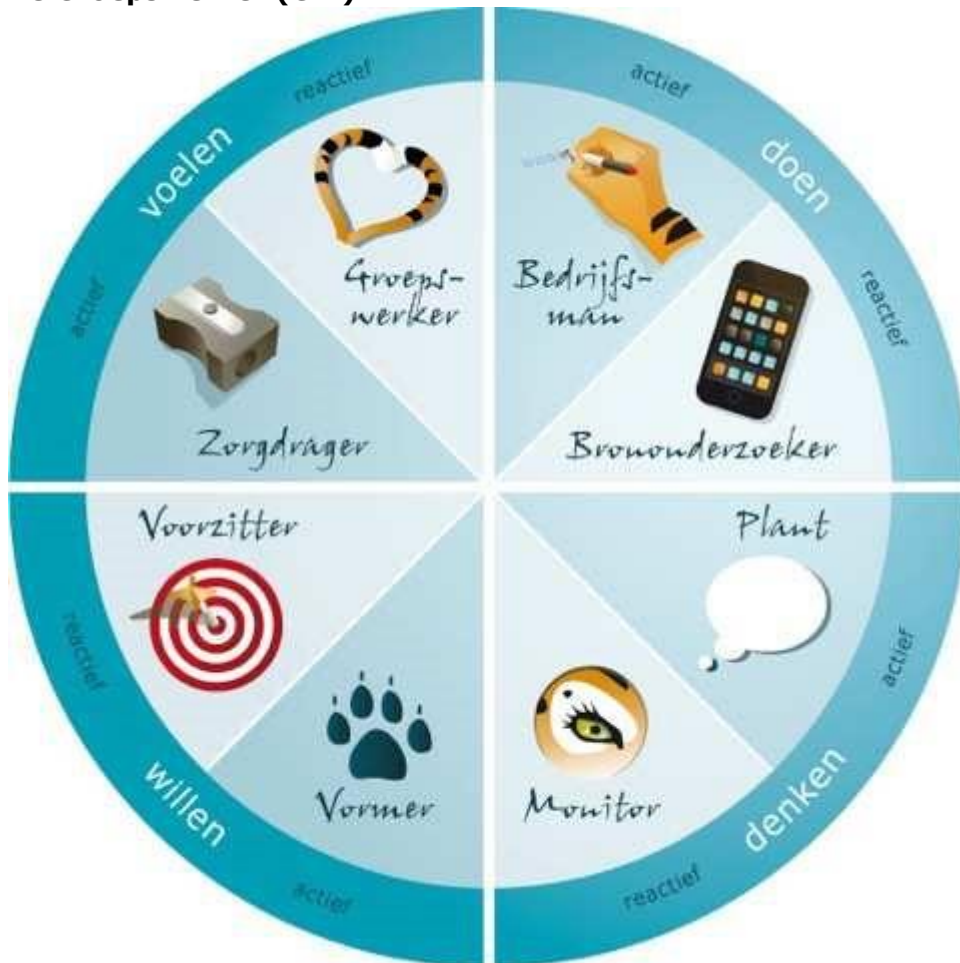 reactief
actief
voelen
doen
actief
reactief
Groeps-
werker
Bedrijfs-
man
Zorgdrager
Brononderzoeker
Voorzitter
Plant
reactief
actief
Vormer
Monitor
willen
denken
actief
reactief